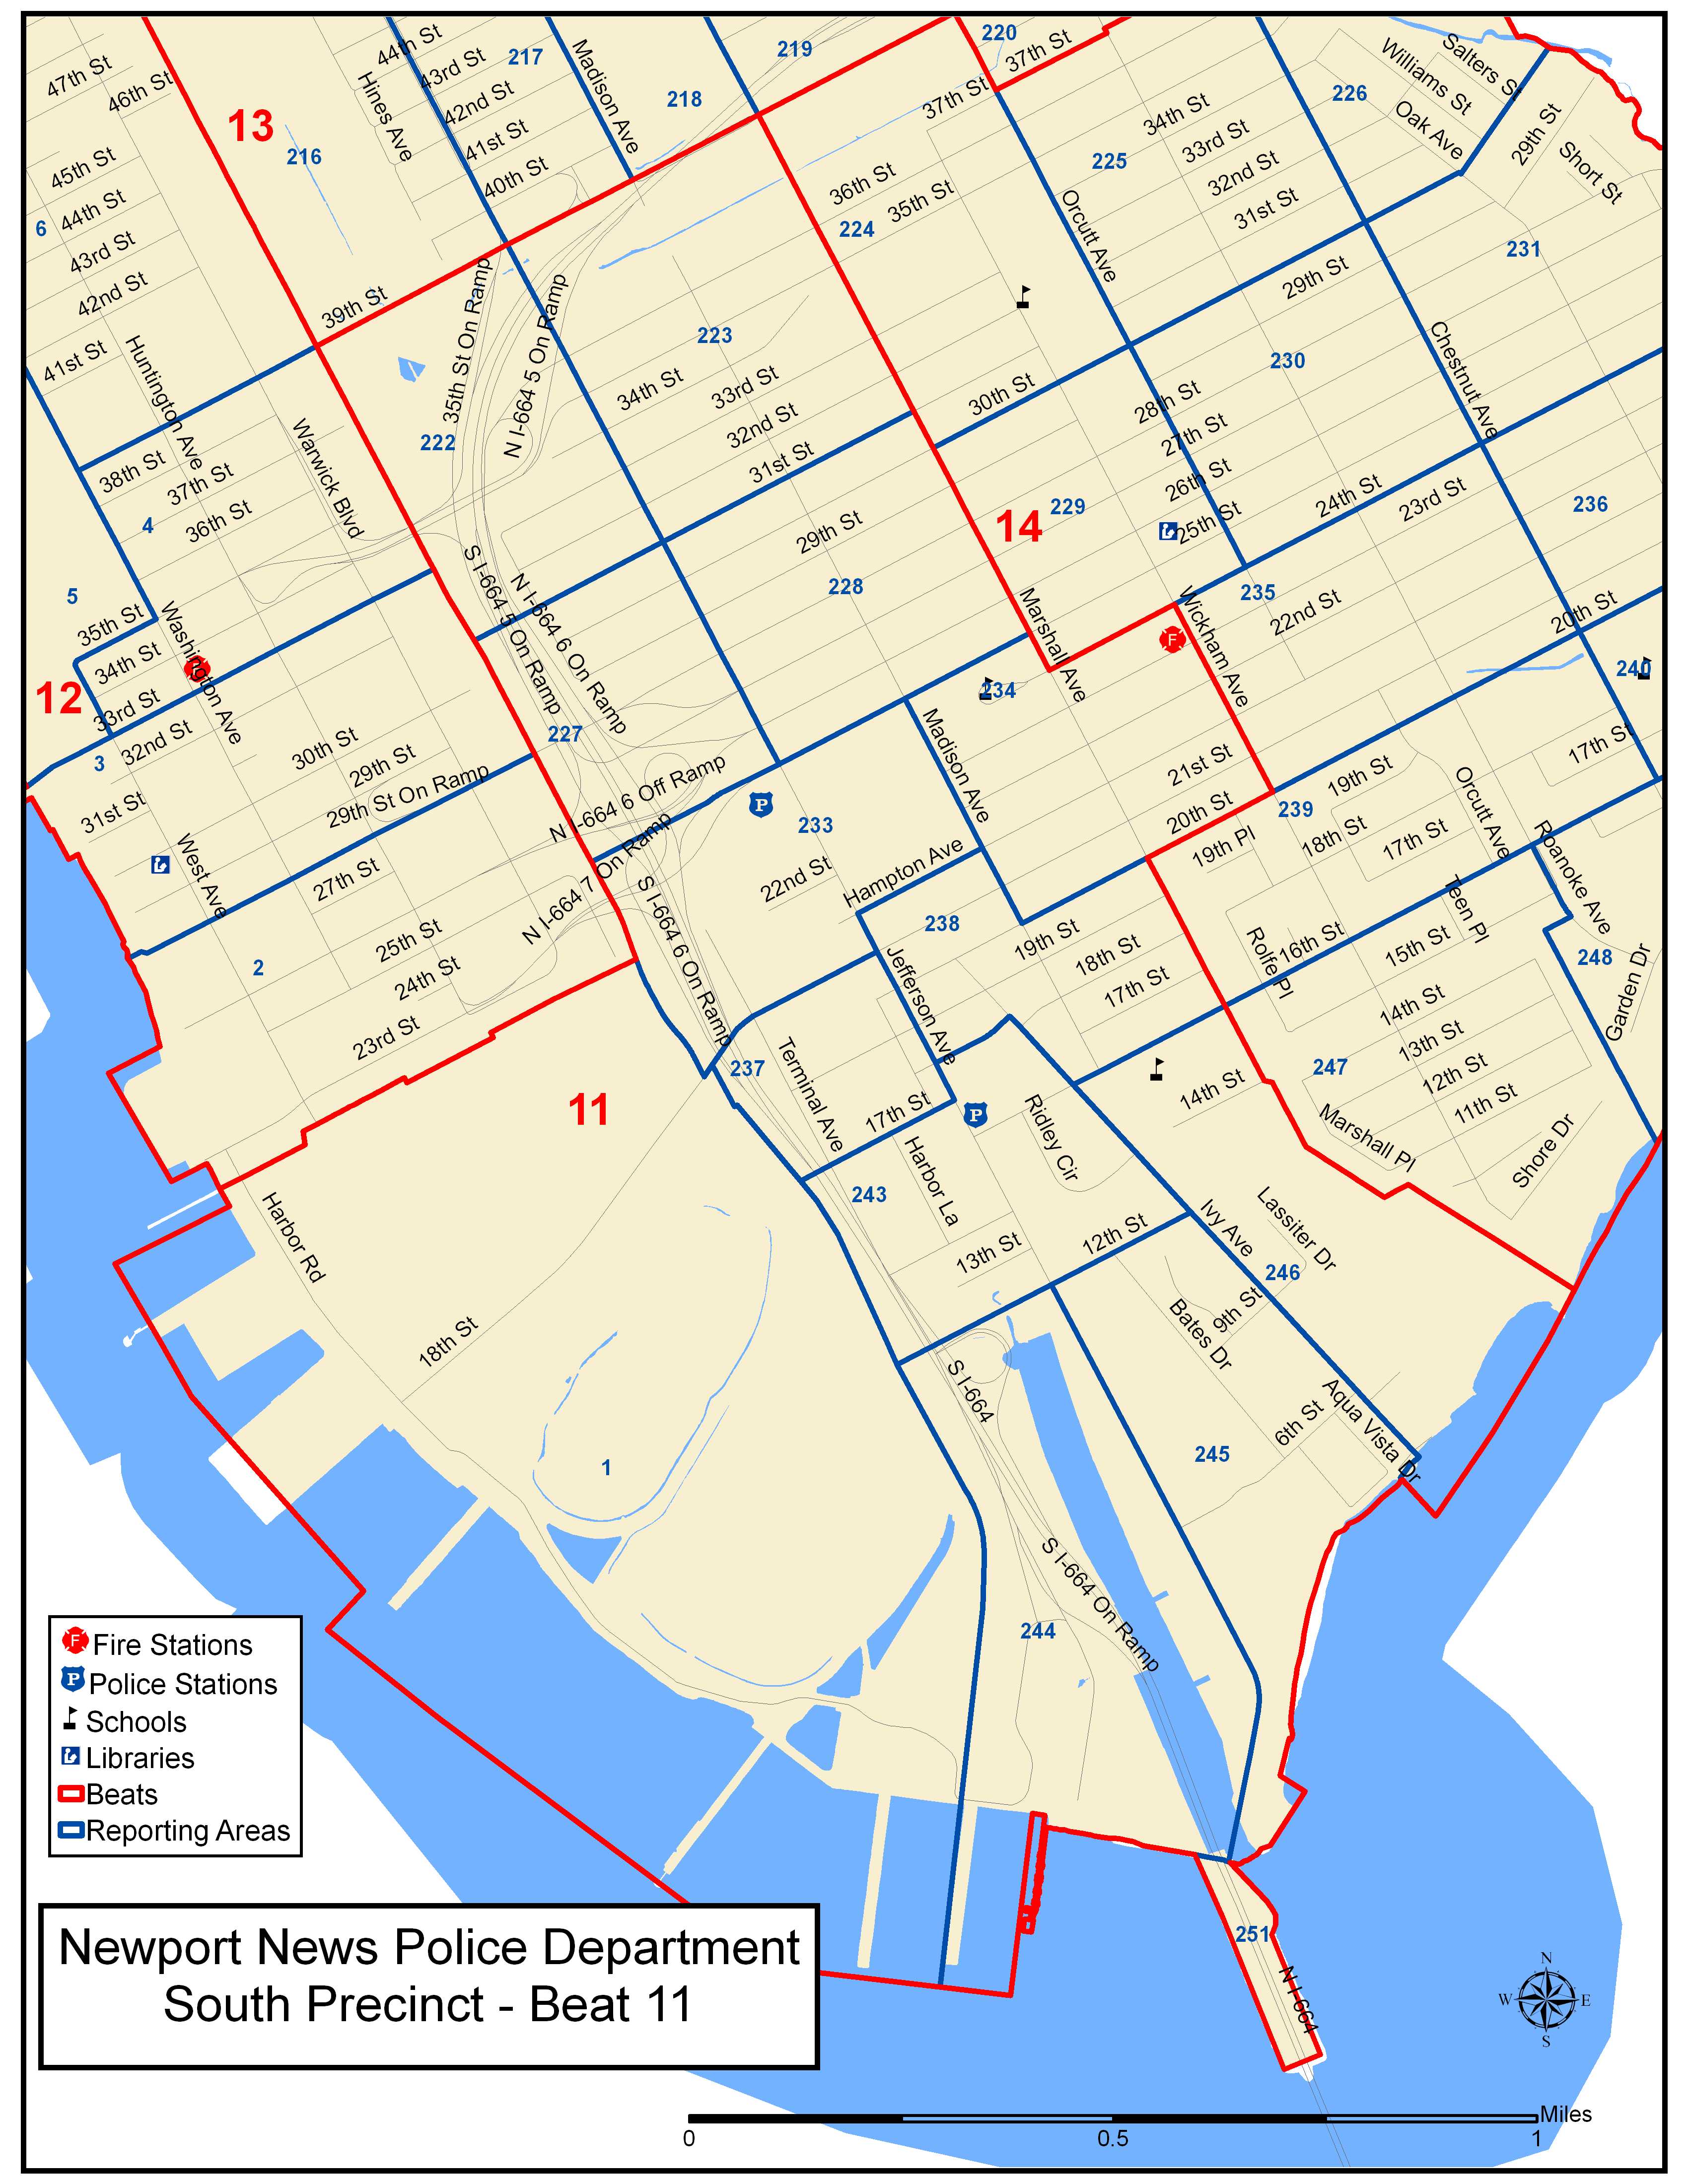 47th St
46th St
13
216
44th St
43rd St
217
42nd St
41st St
40th St
Hines Ave
Madison Ave
218
219
220
37th St
37th St
226
Salters St
Williams St
Oak Ave
29th St
Short St
45th St
44th St
6
43rd St
42nd St
41st St
39th St
36th St
35th St
224
225
34th St
33rd St
32nd St
31st St
Orcutt Ave
29th St
231
Huntington Ave
Warwick Blvd
35th St On Ramp
N I-664 5 On Ramp
222
223
34th St
33rd St
32nd St
31st St
30th St
230
28th St
27th St
26th St
25th St
Chestnut Ave
38th St
37th St
36th St
4
5
35th St
34th St
33rd St
12
Washington Ave
3
32nd St
31st St
30th St
29th St
29th St On Ramp
S I-664 5 On Ramp
N I-664 6 On Ramp
227
29th St
228
14
229
24th St
23rd St
236
235
22nd St
20th St
240
Marshall Ave
F
Wickham Ave
234
Madison Ave
21st St
20th St
N I-664 6 Off Ramp
P
233
22nd St
Hampton Ave
19th St
239
17th St
Orcutt Ave
19th Pl
18th St
17th St
Roanoke Ave
West Ave
27th St
25th St
24th St
2
23rd St
N I-664 7 On Ramp
S I-664 6 On Ramp
238
Jefferson Ave
19th St
18th St
17th St
Rolfe Pl
16th St
15th St
Teen Pl
14th St
13th St
12th St
11th St
248
Garden Dr
247
Marshall Pl
Shore Dr
11
237
Terminal Ave
17th St
P
Ridley Cir
14th St
Harbor La
243
13th St
12th St
Ivy Ave
Lassiter Dr
246
9th St
Bates Dr
Harbor Rd
18th St
1
S I-664
6th St
Aqua Vista Dr
245
S I-664 On Ramp
244
251
N I-664
F Fire Stations
P Police Stations
Schools
Libraries
Beats
Reporting Areas
Newport News Police Department
South Precinct - Beat 11
N
W E
S
Miles
0 0.5 1